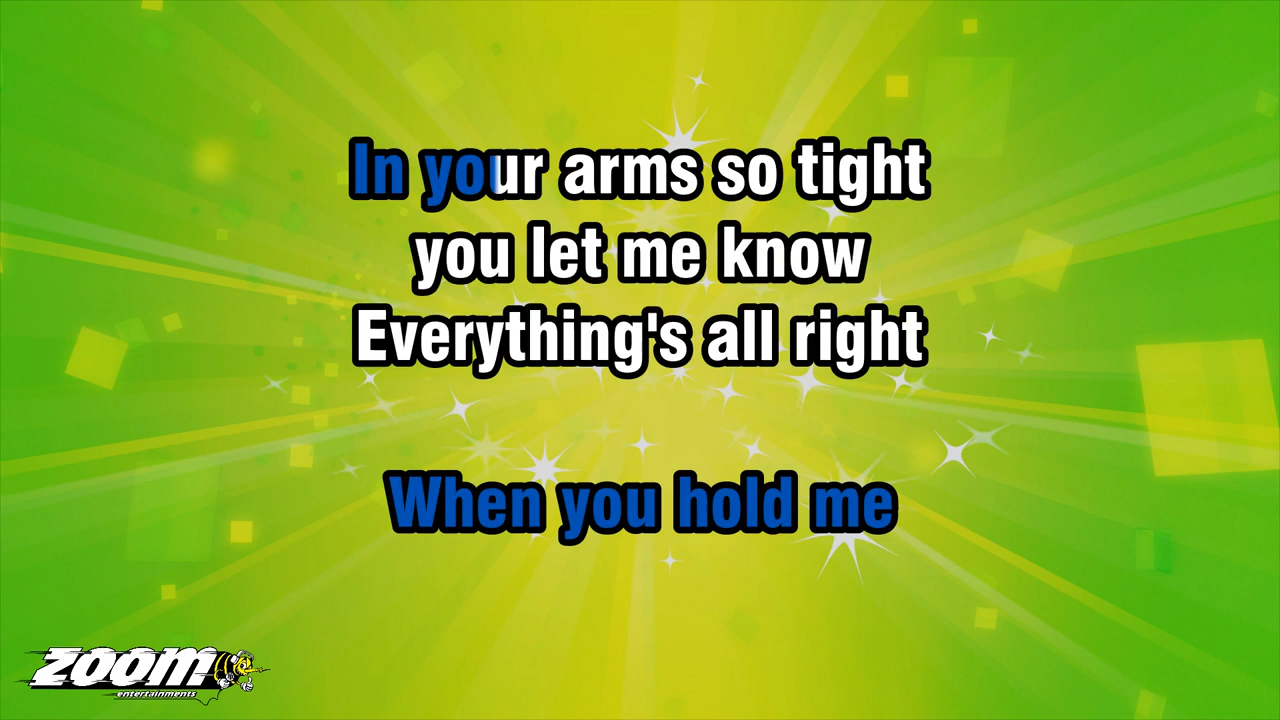 In your arms so tight
you let me know
Everything's all right
When you hold me
ZOOM
entertainments